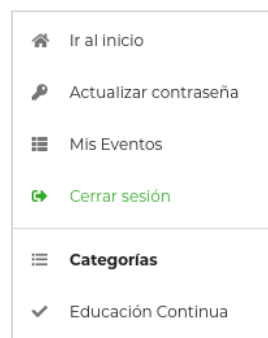 Ir al inicio
Actualizar contraseña
Mis Eventos
Cerrar sesión
Categorías
Educación Continua